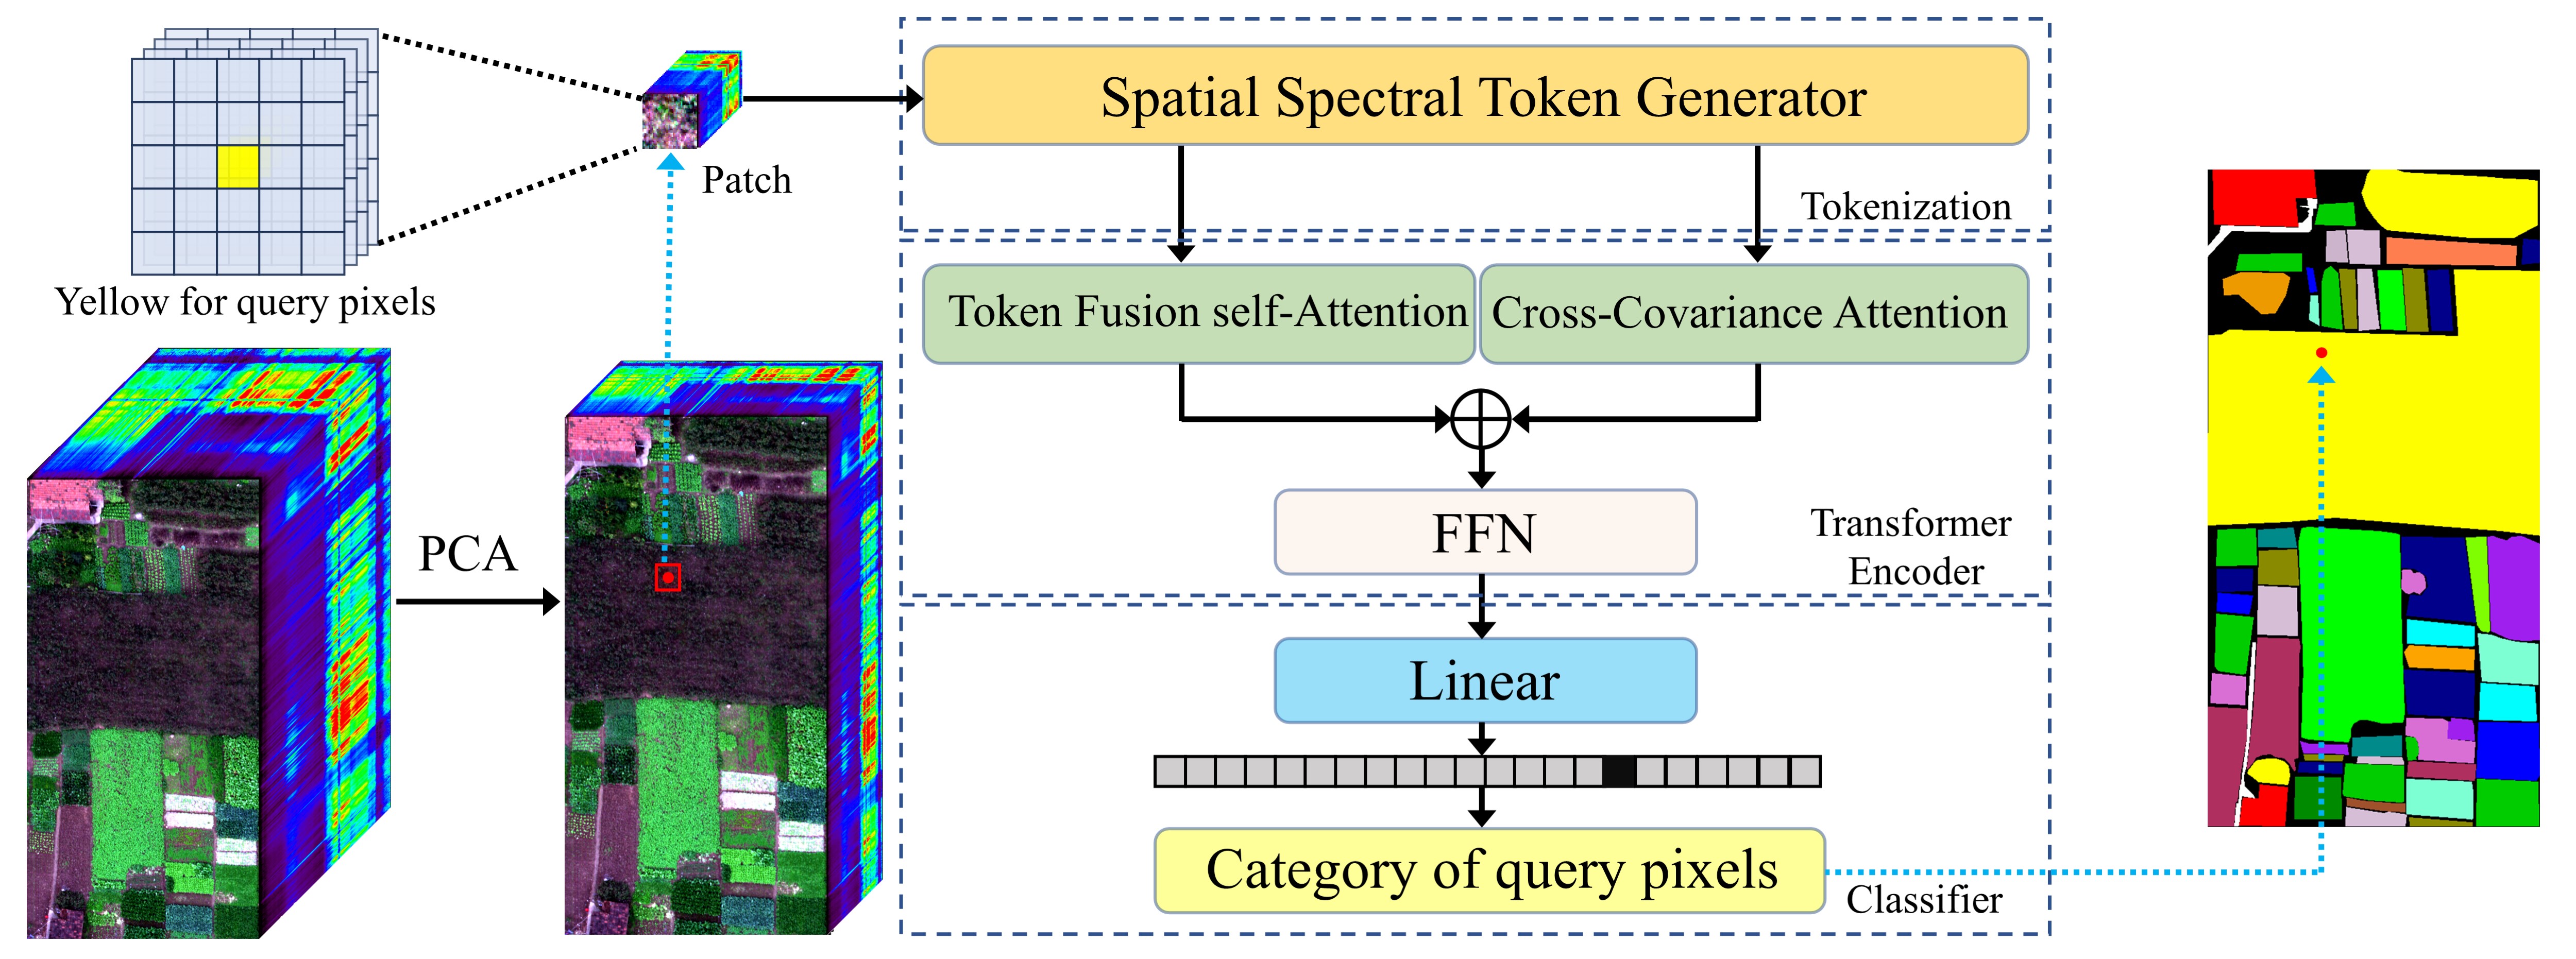 Yellow for query pixels
Patch
PCA
Spatial Spectral Token Generator
Tokenization
Token Fusion self-Attention
Cross-Covariance Attention
FFN
Transformer
Encoder
Linear
Category of query pixels
Classifier